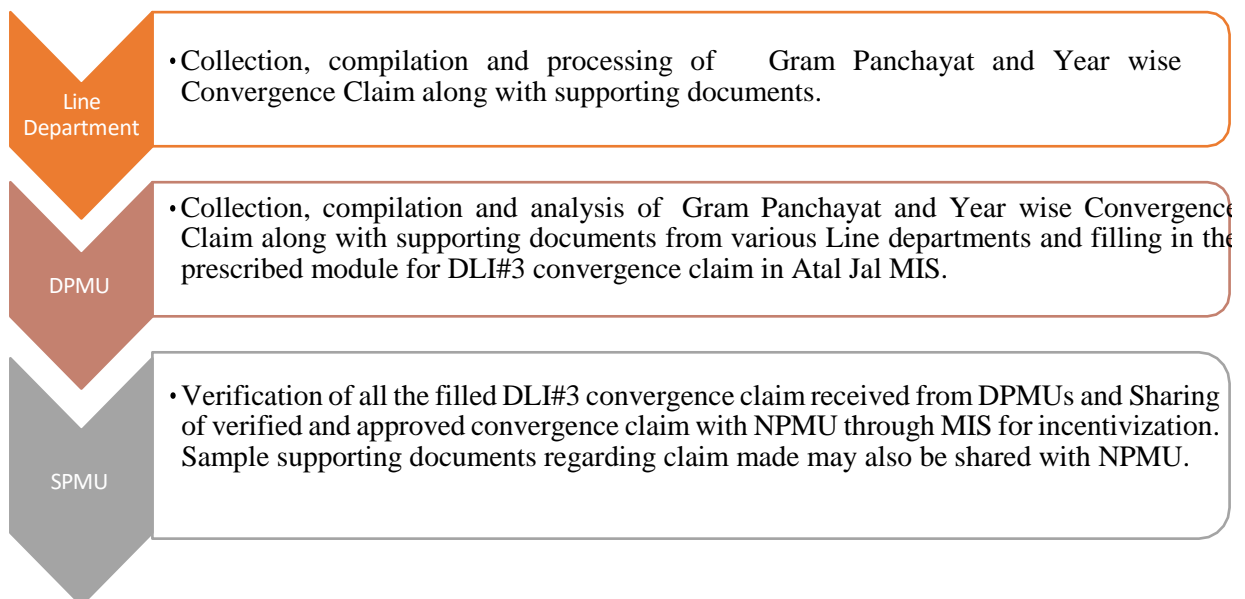 Line
Department
•Collection, compilation and processing of Gram Panchayat and Year wise
Convergence Claim along with supporting documents.
DPMU
•Collection, compilation and analysis of Gram Panchayat and Year wise Convergence
Claim along with supporting documents from various Line departments and filling in the
prescribed module for DLI#3 convergence claim in Atal Jal MIS.
SPMU
•Verification of all the filled DLI#3 convergence claim received from DPMUs and Sharing
of verified and approved convergence claim with NPMU through MIS for incentivization.
Sample supporting documents regarding claim made may also be shared with NPMU.